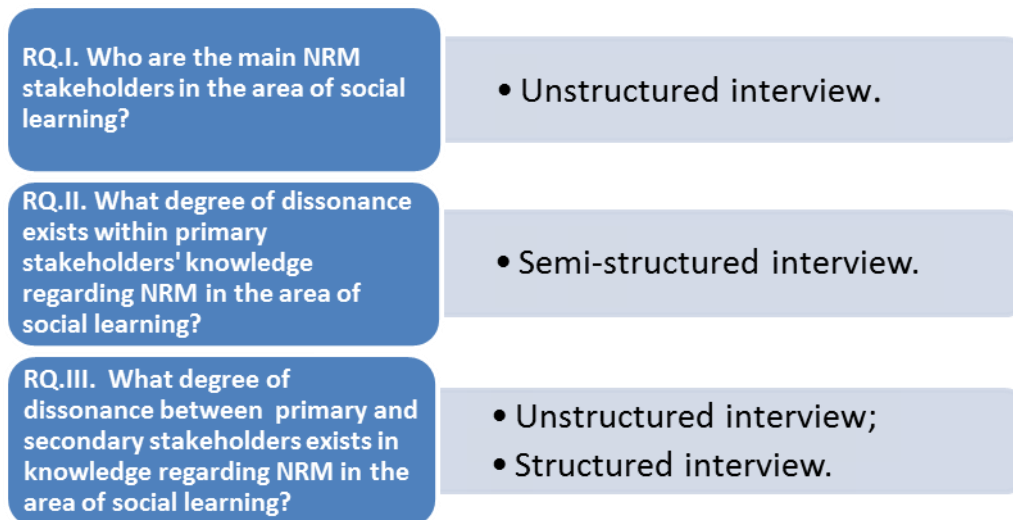 RQ.I. Who are the main NRM
stakeholders in the area of social
learning?
• Unstructured interview.
RQ.II. What degree of dissonance
exists within primary
stakeholders' knowledge
regarding NRM in the area of
social learning?
• Semi-structured interview.
RQ.III. What degree of
dissonance between primary and
secondary stakeholders exists in
knowledge regarding NRM in the
area of social learning?
• Unstructured interview;
• Structured interview.